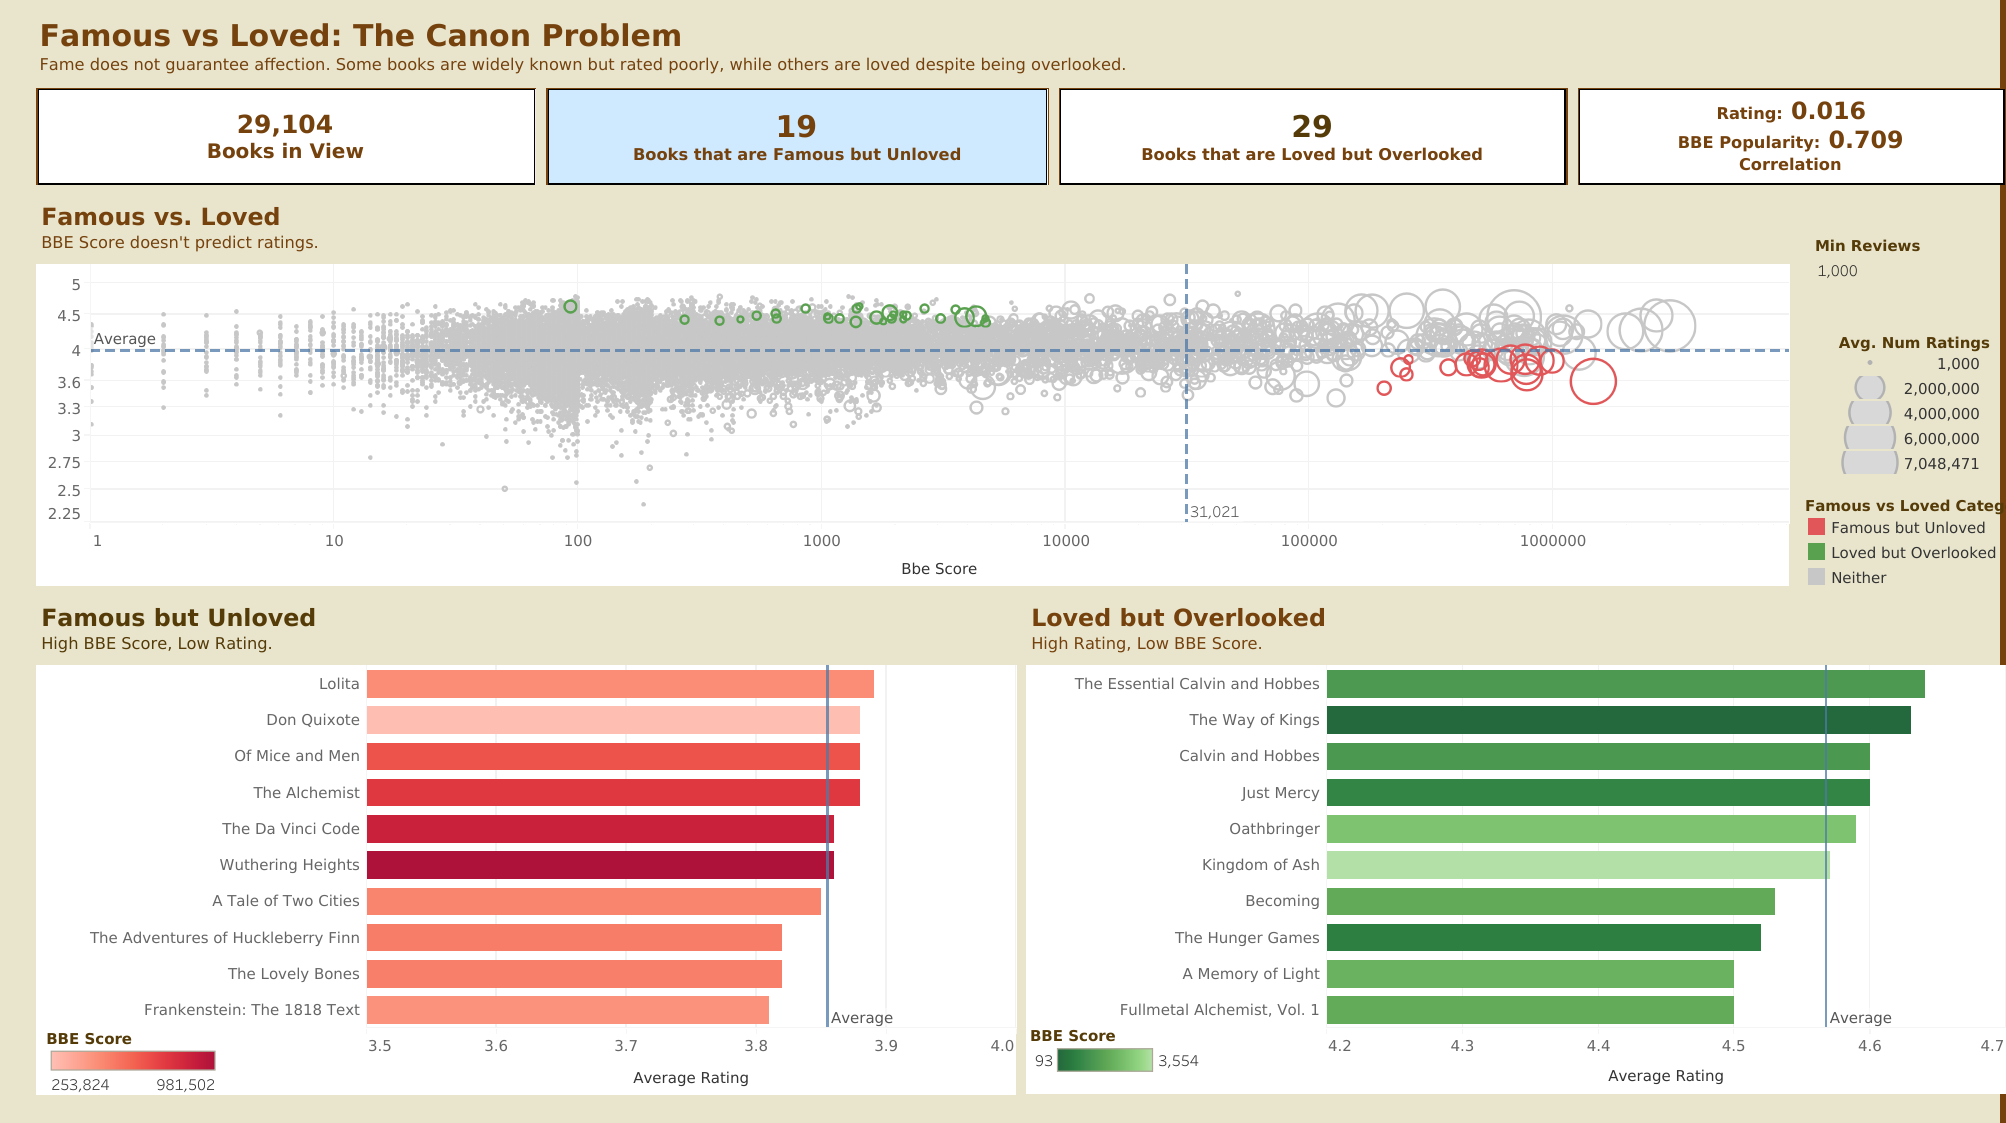 Famous vs Loved: The Canon Problem
Fame does not guarantee affection. Some books are widely known but rated poorly, while others are loved despite being overlooked.
29,104
Books in View
19
Books that are Famous but Unloved
29
Books that are Loved but Overlooked
Rating: 0.016
BBE Popularity: 0.709
Correlation
Famous vs. Loved
BBE Score doesn't predict ratings.
5
4.5
Average
4
3.6
3.3
3
2.75
2.5
2.25
31,021
1 10 100 1000 10000 100000 1000000
Bbe Score
Min Reviews
1,000
Avg. Num Ratings
1,000
2,000,000
4,000,000
6,000,000
7,048,471
Famous vs Loved Categ
Famous but Unloved
Loved but Overlooked
Neither
Famous but Unloved
High BBE Score, Low Rating.
Lolita
Don Quixote
Of Mice and Men
The Alchemist
The Da Vinci Code
Wuthering Heights
A Tale of Two Cities
The Adventures of Huckleberry Finn
The Lovely Bones
Frankenstein: The 1818 Text
Average
3.5 3.6 3.7 3.8 3.9 4.0
Average Rating
BBE Score
253,824 981,502
Loved but Overlooked
High Rating, Low BBE Score.
The Essential Calvin and Hobbes
The Way of Kings
Calvin and Hobbes
Just Mercy
Oathbringer
Kingdom of Ash
Becoming
The Hunger Games
A Memory of Light
Fullmetal Alchemist, Vol. 1
Average
4.2 4.3 4.4 4.5 4.6 4.7
Average Rating
BBE Score
93 3,554